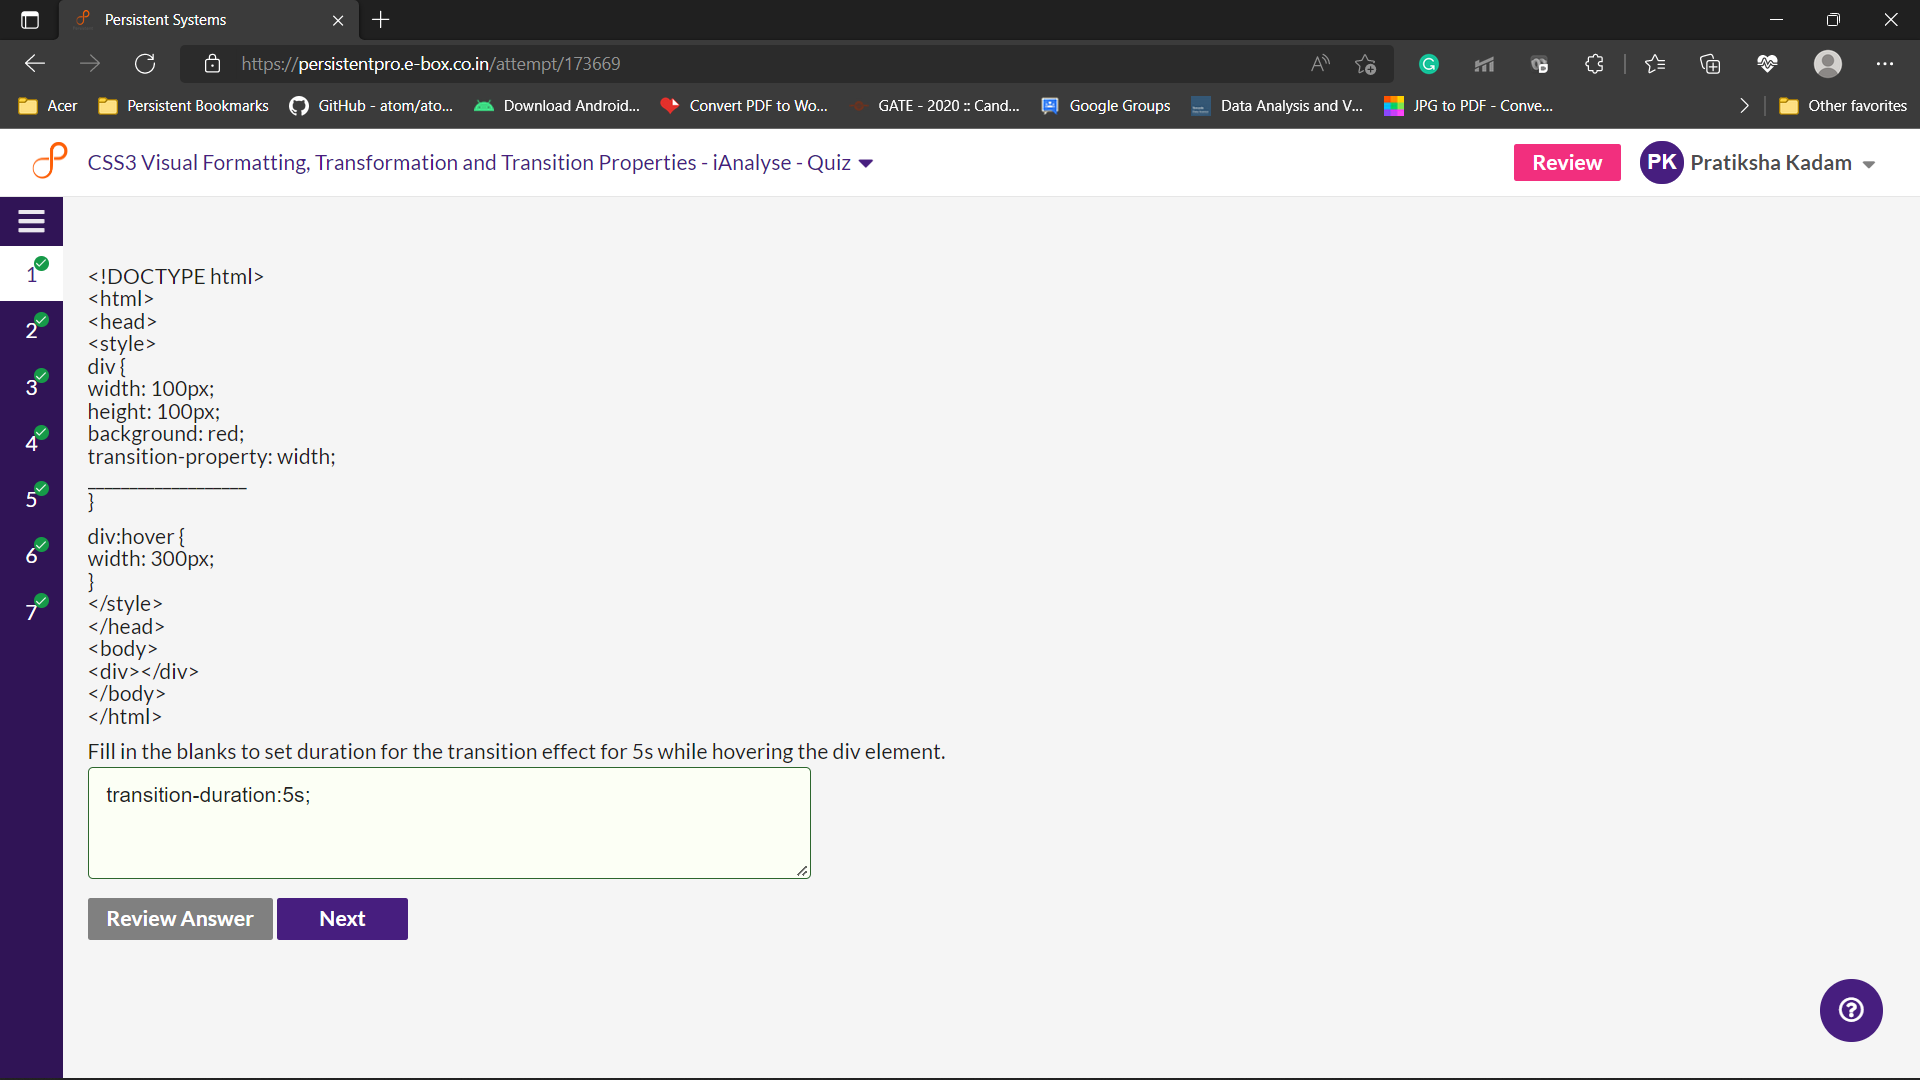 Persistent Systems
https://persistentpro.e-box.co.in/attempt/173669
Acer
Persistent Bookmarks
GitHub - atom/ato...
Download Android...
Convert PDF to Wo...
GATE - 2020 :: Cand...
Google Groups
Data Analysis and V...
JPG to PDF - Conve...
Other favorites
CSS3 Visual Formatting, Transformation and Transition Properties - iAnalyse - Quiz
Review
PK Pratiksha Kadam
1
2
3
4
5
6
7
<!DOCTYPE html>
<html>
<head>
<style>
div {
width: 100px;
height: 100px;
background: red;
transition-property: width;
___________________
}
div:hover {
width: 300px;
}
</style>
</head>
<body>
<div></div>
</body>
</html>
Fill in the blanks to set duration for the transition effect for 5s while hovering the div element.
transition-duration:5s;
Review Answer
Next